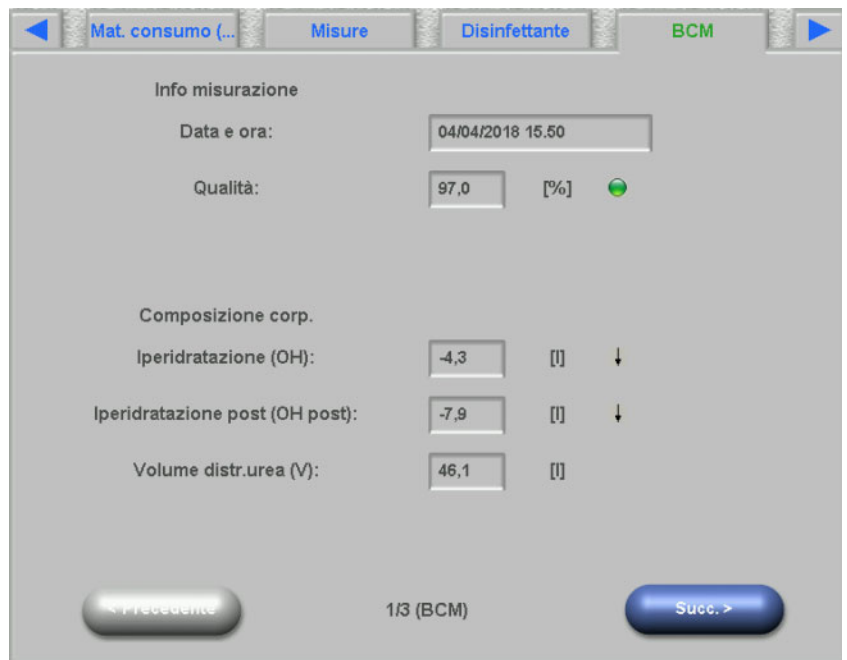 Mat. consumo (... Misure Disinfettante BCM
Info misurazione
Data e ora: 04/04/2018 15.50
Qualità: 97,0 [%]
Composizione corp.
Iperidratazione (OH): -4,3 [l]
Iperidratazione post (OH post): -7,9 [l]
Volume distr.urea (V): 46,1 [l]
< Precedente 1/3 (BCM) Succ. >